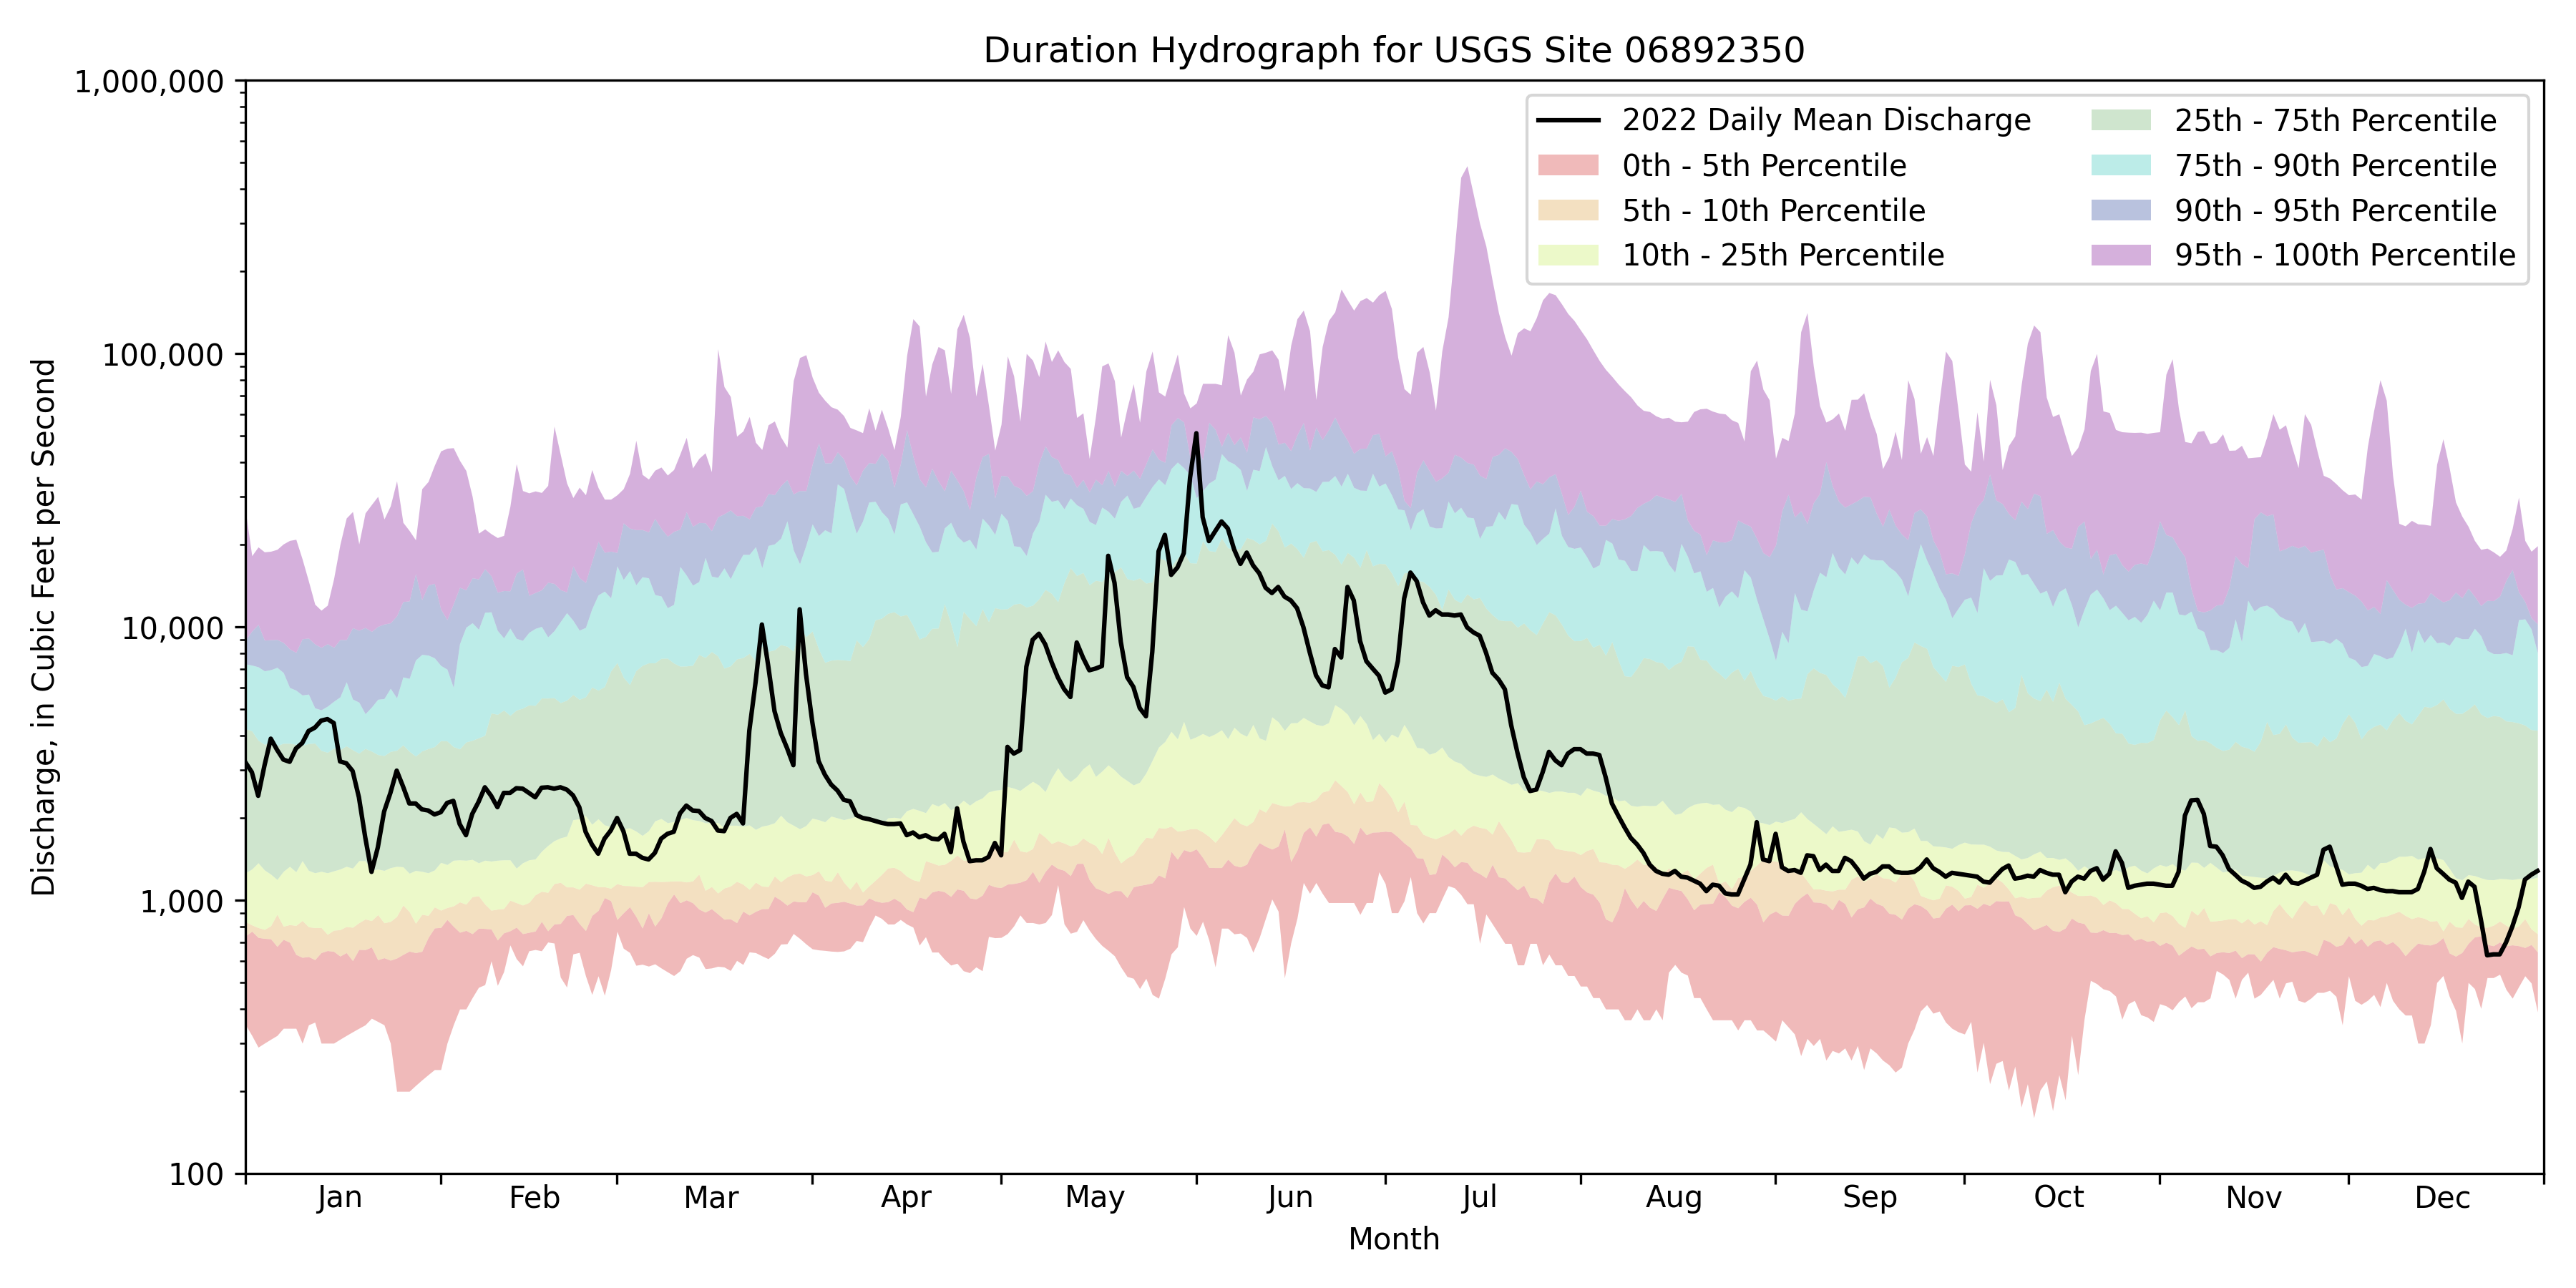 Duration Hydrograph for USGS Site 06892350
1,000,000
100,000
10,000
1,000
100
Discharge, in Cubic Feet per Second
2022 Daily Mean Discharge
0th - 5th Percentile
5th - 10th Percentile
10th - 25th Percentile
25th - 75th Percentile
75th - 90th Percentile
90th - 95th Percentile
95th - 100th Percentile
Jan Feb Mar Apr May Jun Jul Aug Sep Oct Nov Dec
Month